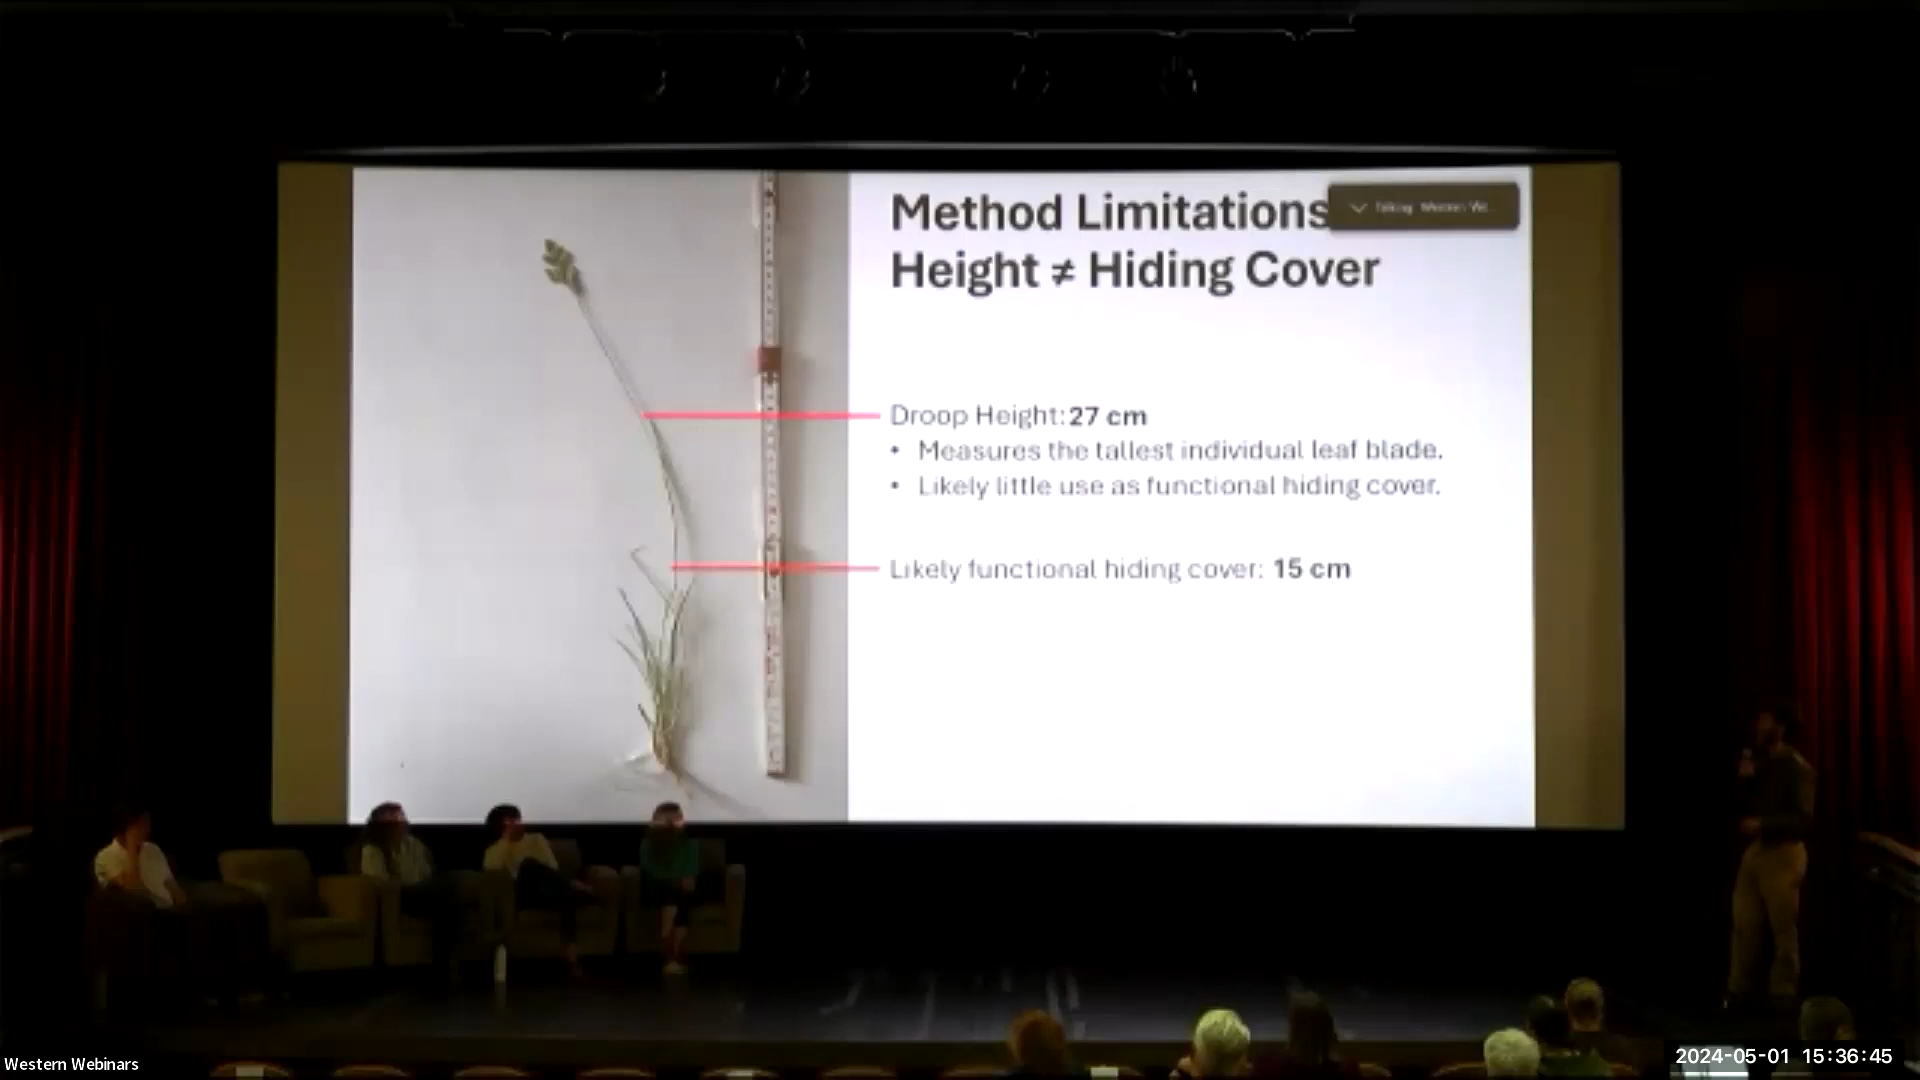 Method Limitations
Height ≠ Hiding Cover
Droop Height: 27 cm
• Measures the tallest individual leaf blade.
• Likely little use as functional hiding cover.
Likely functional hiding cover: 15 cm
Western Webinars
2024-05-01 15:36:45